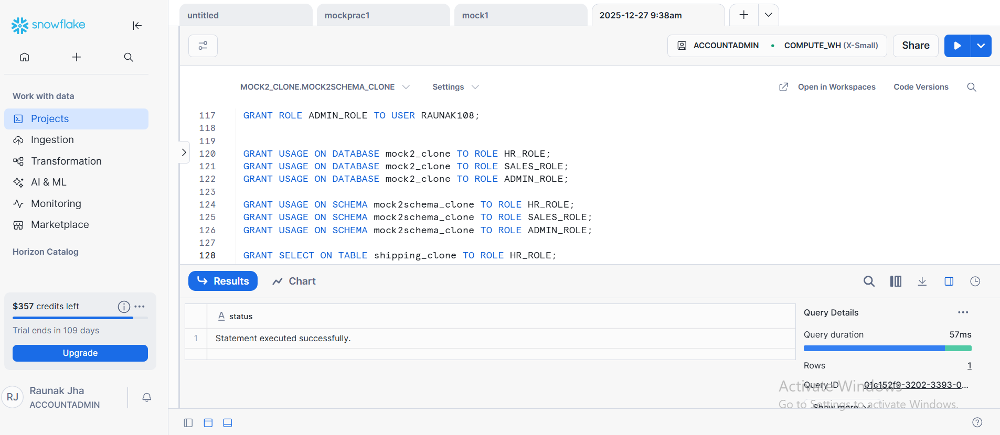 snowflake
Work with data
Projects
Ingestion
Transformation
AI & ML
Monitoring
Marketplace
Horizon Catalog
$357 credits left
Trial ends in 109 days
Upgrade
RJ
Raunak Jha
ACCOUNTADMIN
untitled
mockprac1
mock1
2025-12-27 9:38am
ACCOUNTADMIN • COMPUTE_WH (X-Small)
Share
MOCK2_CLONE.MOCK2SCHEMA_CLONE
Settings
Open in Workspaces
Code Versions
117 GRANT ROLE ADMIN_ROLE TO USER RAUNAK108;
118
119
120 GRANT USAGE ON DATABASE mock2_clone TO ROLE HR_ROLE;
121 GRANT USAGE ON DATABASE mock2_clone TO ROLE SALES_ROLE;
122 GRANT USAGE ON DATABASE mock2_clone TO ROLE ADMIN_ROLE;
123
124 GRANT USAGE ON SCHEMA mock2schema_clone TO ROLE HR_ROLE;
125 GRANT USAGE ON SCHEMA mock2schema_clone TO ROLE SALES_ROLE;
126 GRANT USAGE ON SCHEMA mock2schema_clone TO ROLE ADMIN_ROLE;
127
128 GRANT SELECT ON TABLE shipping_clone TO ROLE HR_ROLE;
Results
Chart
A status
1 Statement executed successfully.
Query Details
Query duration 57ms
Rows 1
Query ID 01c152f9-3202-3393-0...
Show more
Activate Windows
Go to Settings to activate Windows.